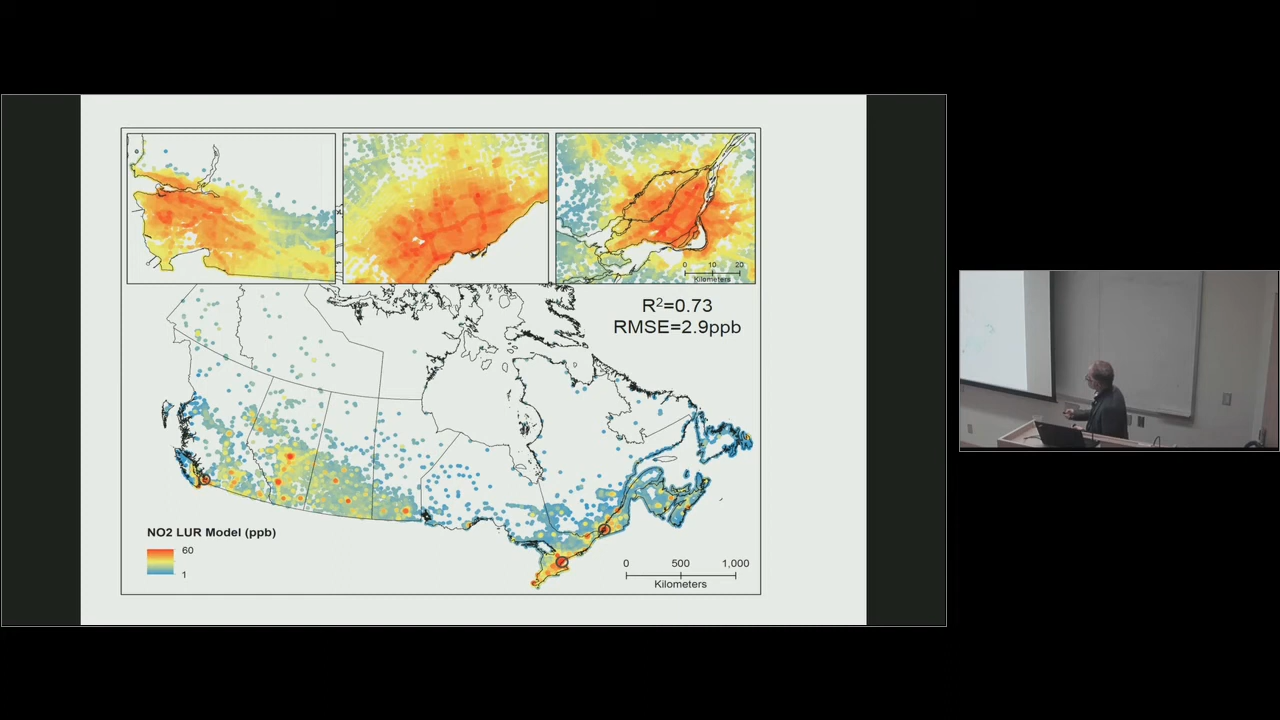 0 10 20
Kilometers
R²=0.73
RMSE=2.9ppb
NO2 LUR Model (ppb)
60
1
0 500 1,000
Kilometers